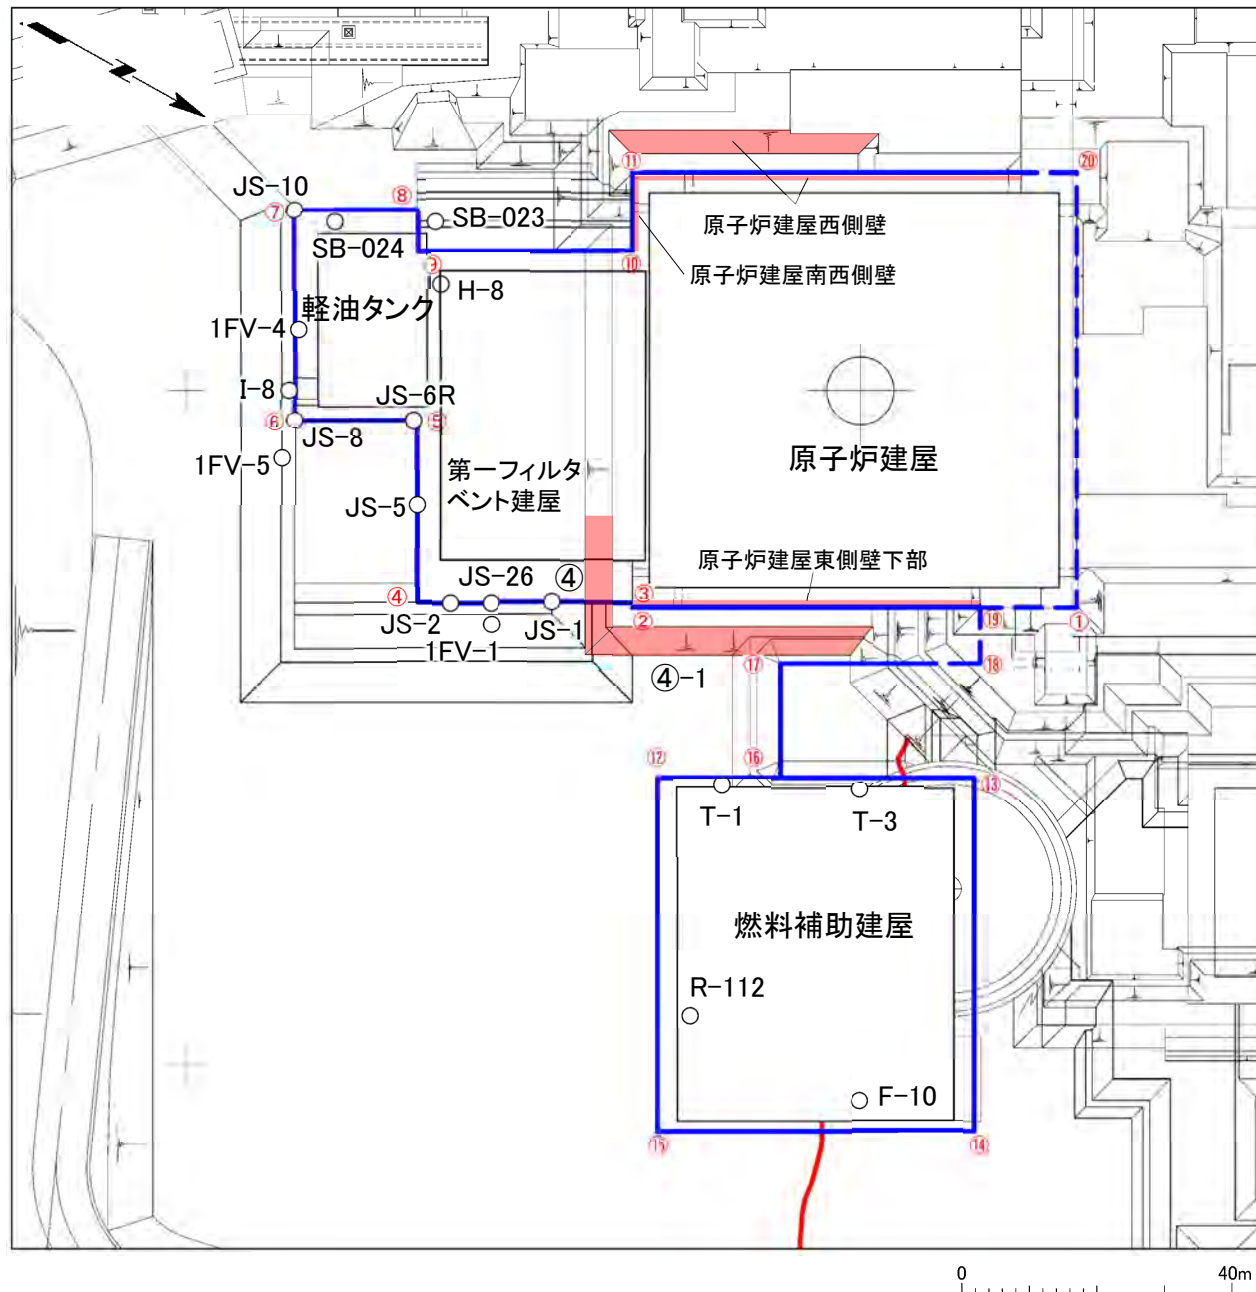 ⑪
⑳
JS-10
⑧
⑦
SB-023
原子炉建屋西側壁
SB-024
⑨
⑩
原子炉建屋南西側壁
H-8
軽油タンク
1FV-4
I-8
JS-6R
⑥
⑤
JS-8
原子炉建屋
1FV-5
第一フィルタ
ベント建屋
JS-5
原子炉建屋東側壁下部
JS-26
④
④
③
JS-2
JS-1
②
⑲
①
1FV-1
⑰
⑱
④-1
⑫
⑯
⑬
T-1
T-3
燃料補助建屋
R-112
F-10
⑮
⑭
0
40m